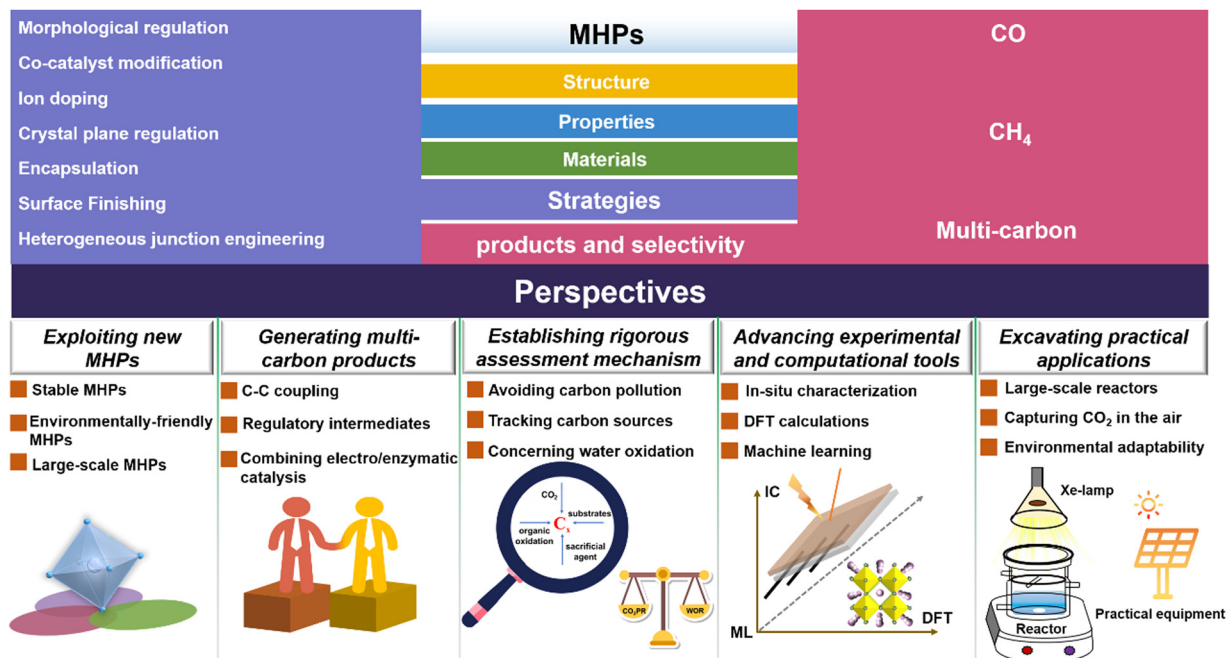 Morphological regulation
Co-catalyst modification
Ion doping
Crystal plane regulation
Encapsulation
Surface Finishing
Heterogeneous junction engineering
MHPs
Structure
Properties
Materials
Strategies
products and selectivity
CO
CH₄
Multi-carbon
Perspectives
Exploiting new
MHPs
Stable MHPs
Environmentally-friendly
MHPs
Large-scale MHPs
Generating multi-
carbon products
C-C coupling
Regulatory intermediates
Combining electro/enzymatic
catalysis
Establishing rigorous
assessment mechanism
Avoiding carbon pollution
Tracking carbon sources
Concerning water oxidation
CO₂
substrates
organic
oxidation
Cₓ
sacrificial
agent
CO₂PR
WOR
Advancing experimental
and computational tools
In-situ characterization
DFT calculations
Machine learning
IC
ML
DFT
Excavating practical
applications
Large-scale reactors
Capturing CO₂ in the air
Environmental adaptability
Xe-lamp
Reactor
Practical equipment